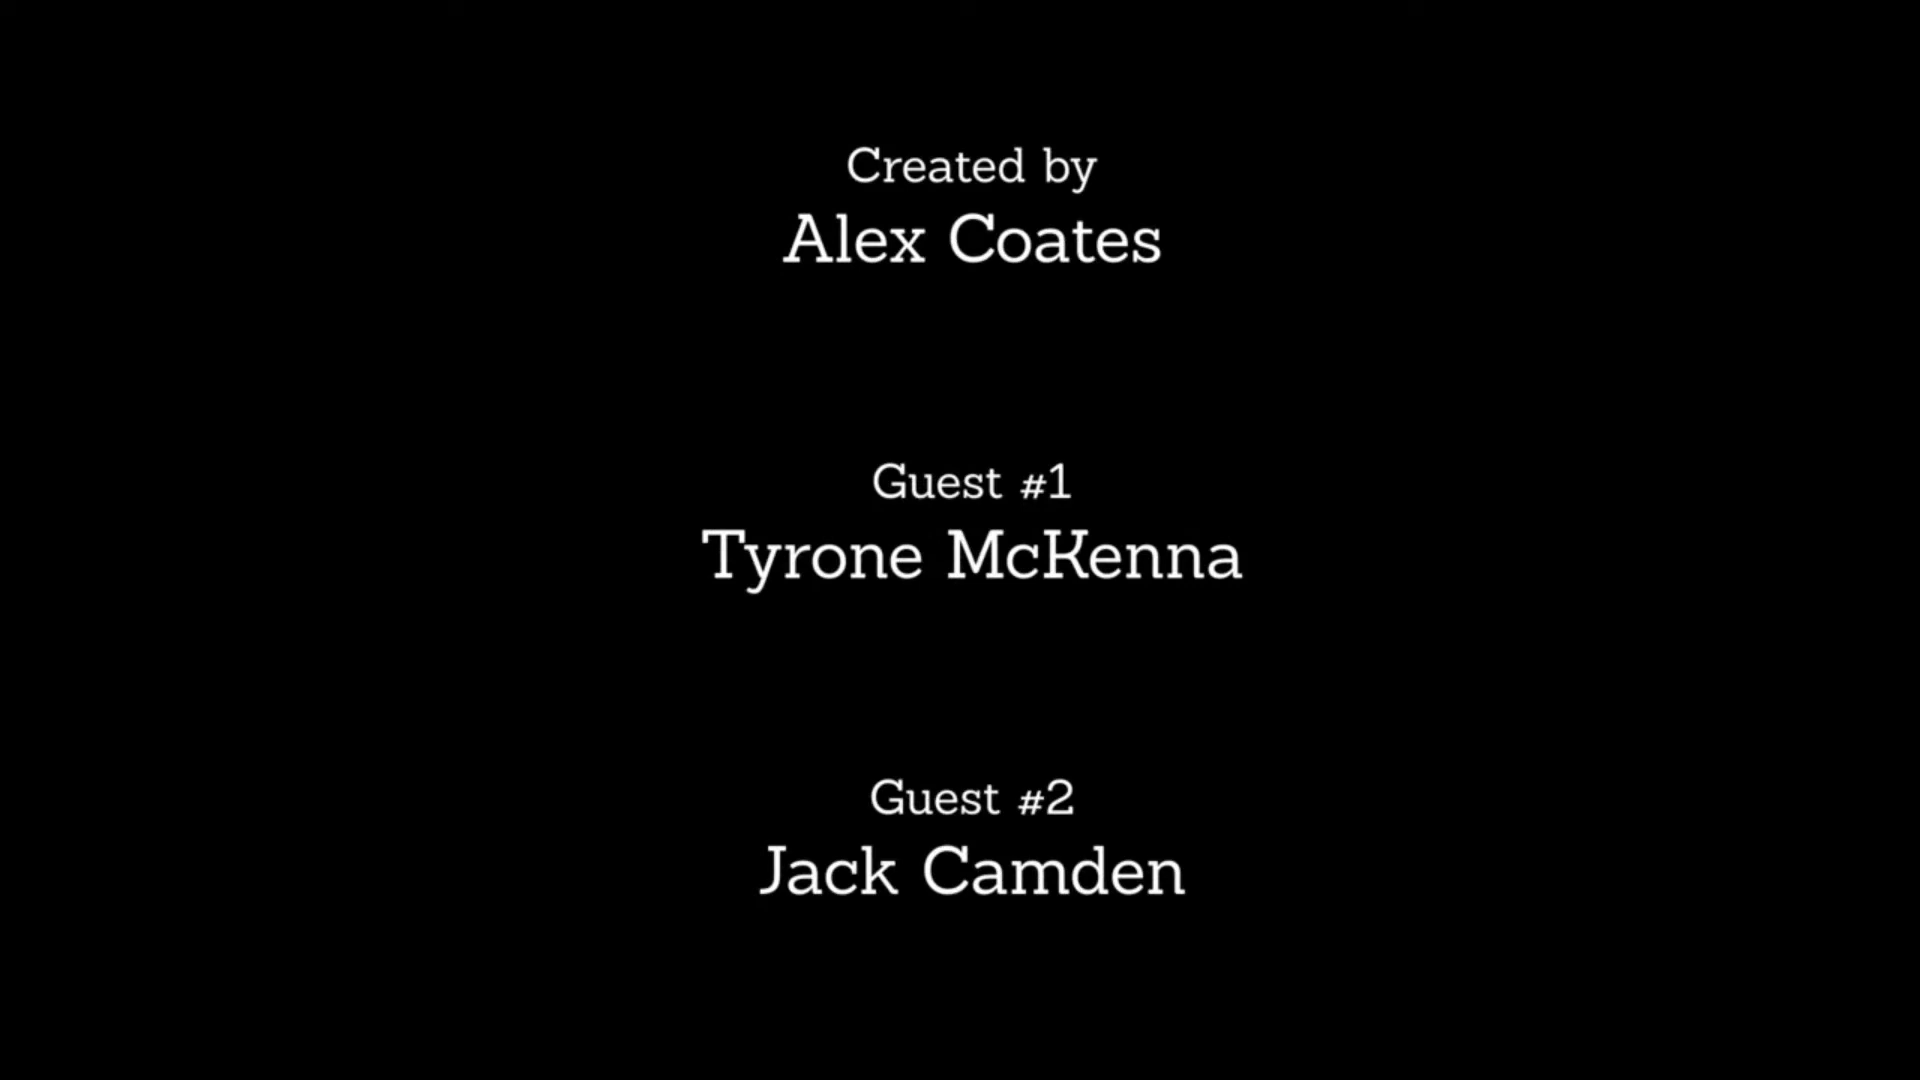 Created by
Alex Coates
Guest #1
Tyrone McKenna
Guest #2
Jack Camden